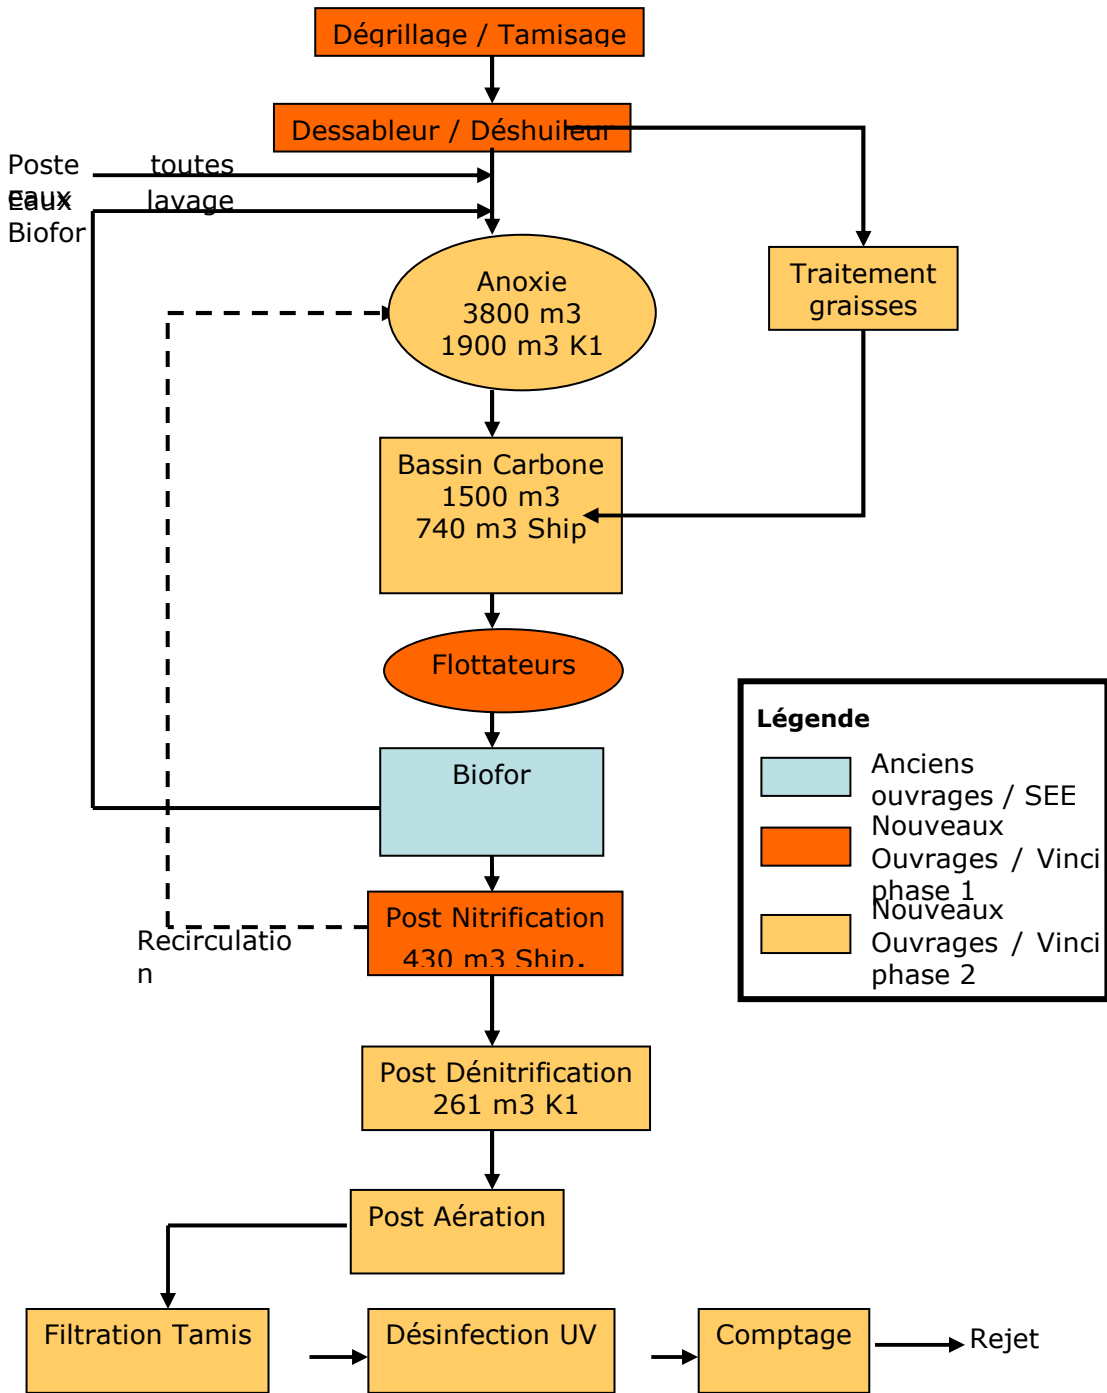 Dégrillage / Tamisage
Dessableur / Déshuileur
Poste toutes
eaux
Eaux lavage
Biofor
Anoxie
3800 m3
1900 m3 K1
Traitement
graisses
Bassin Carbone
1500 m3
740 m3 Ship
Flottateurs
Biofor
Légende
Anciens
ouvrages / SEE
Nouveaux
Ouvrages / Vinci
phase 1
Nouveaux
Ouvrages / Vinci
phase 2
Post Nitrification
430 m3 Ship.
Recirculatio
n
Post Dénitrification
261 m3 K1
Post Aération
Filtration Tamis
Désinfection UV
Comptage
Rejet